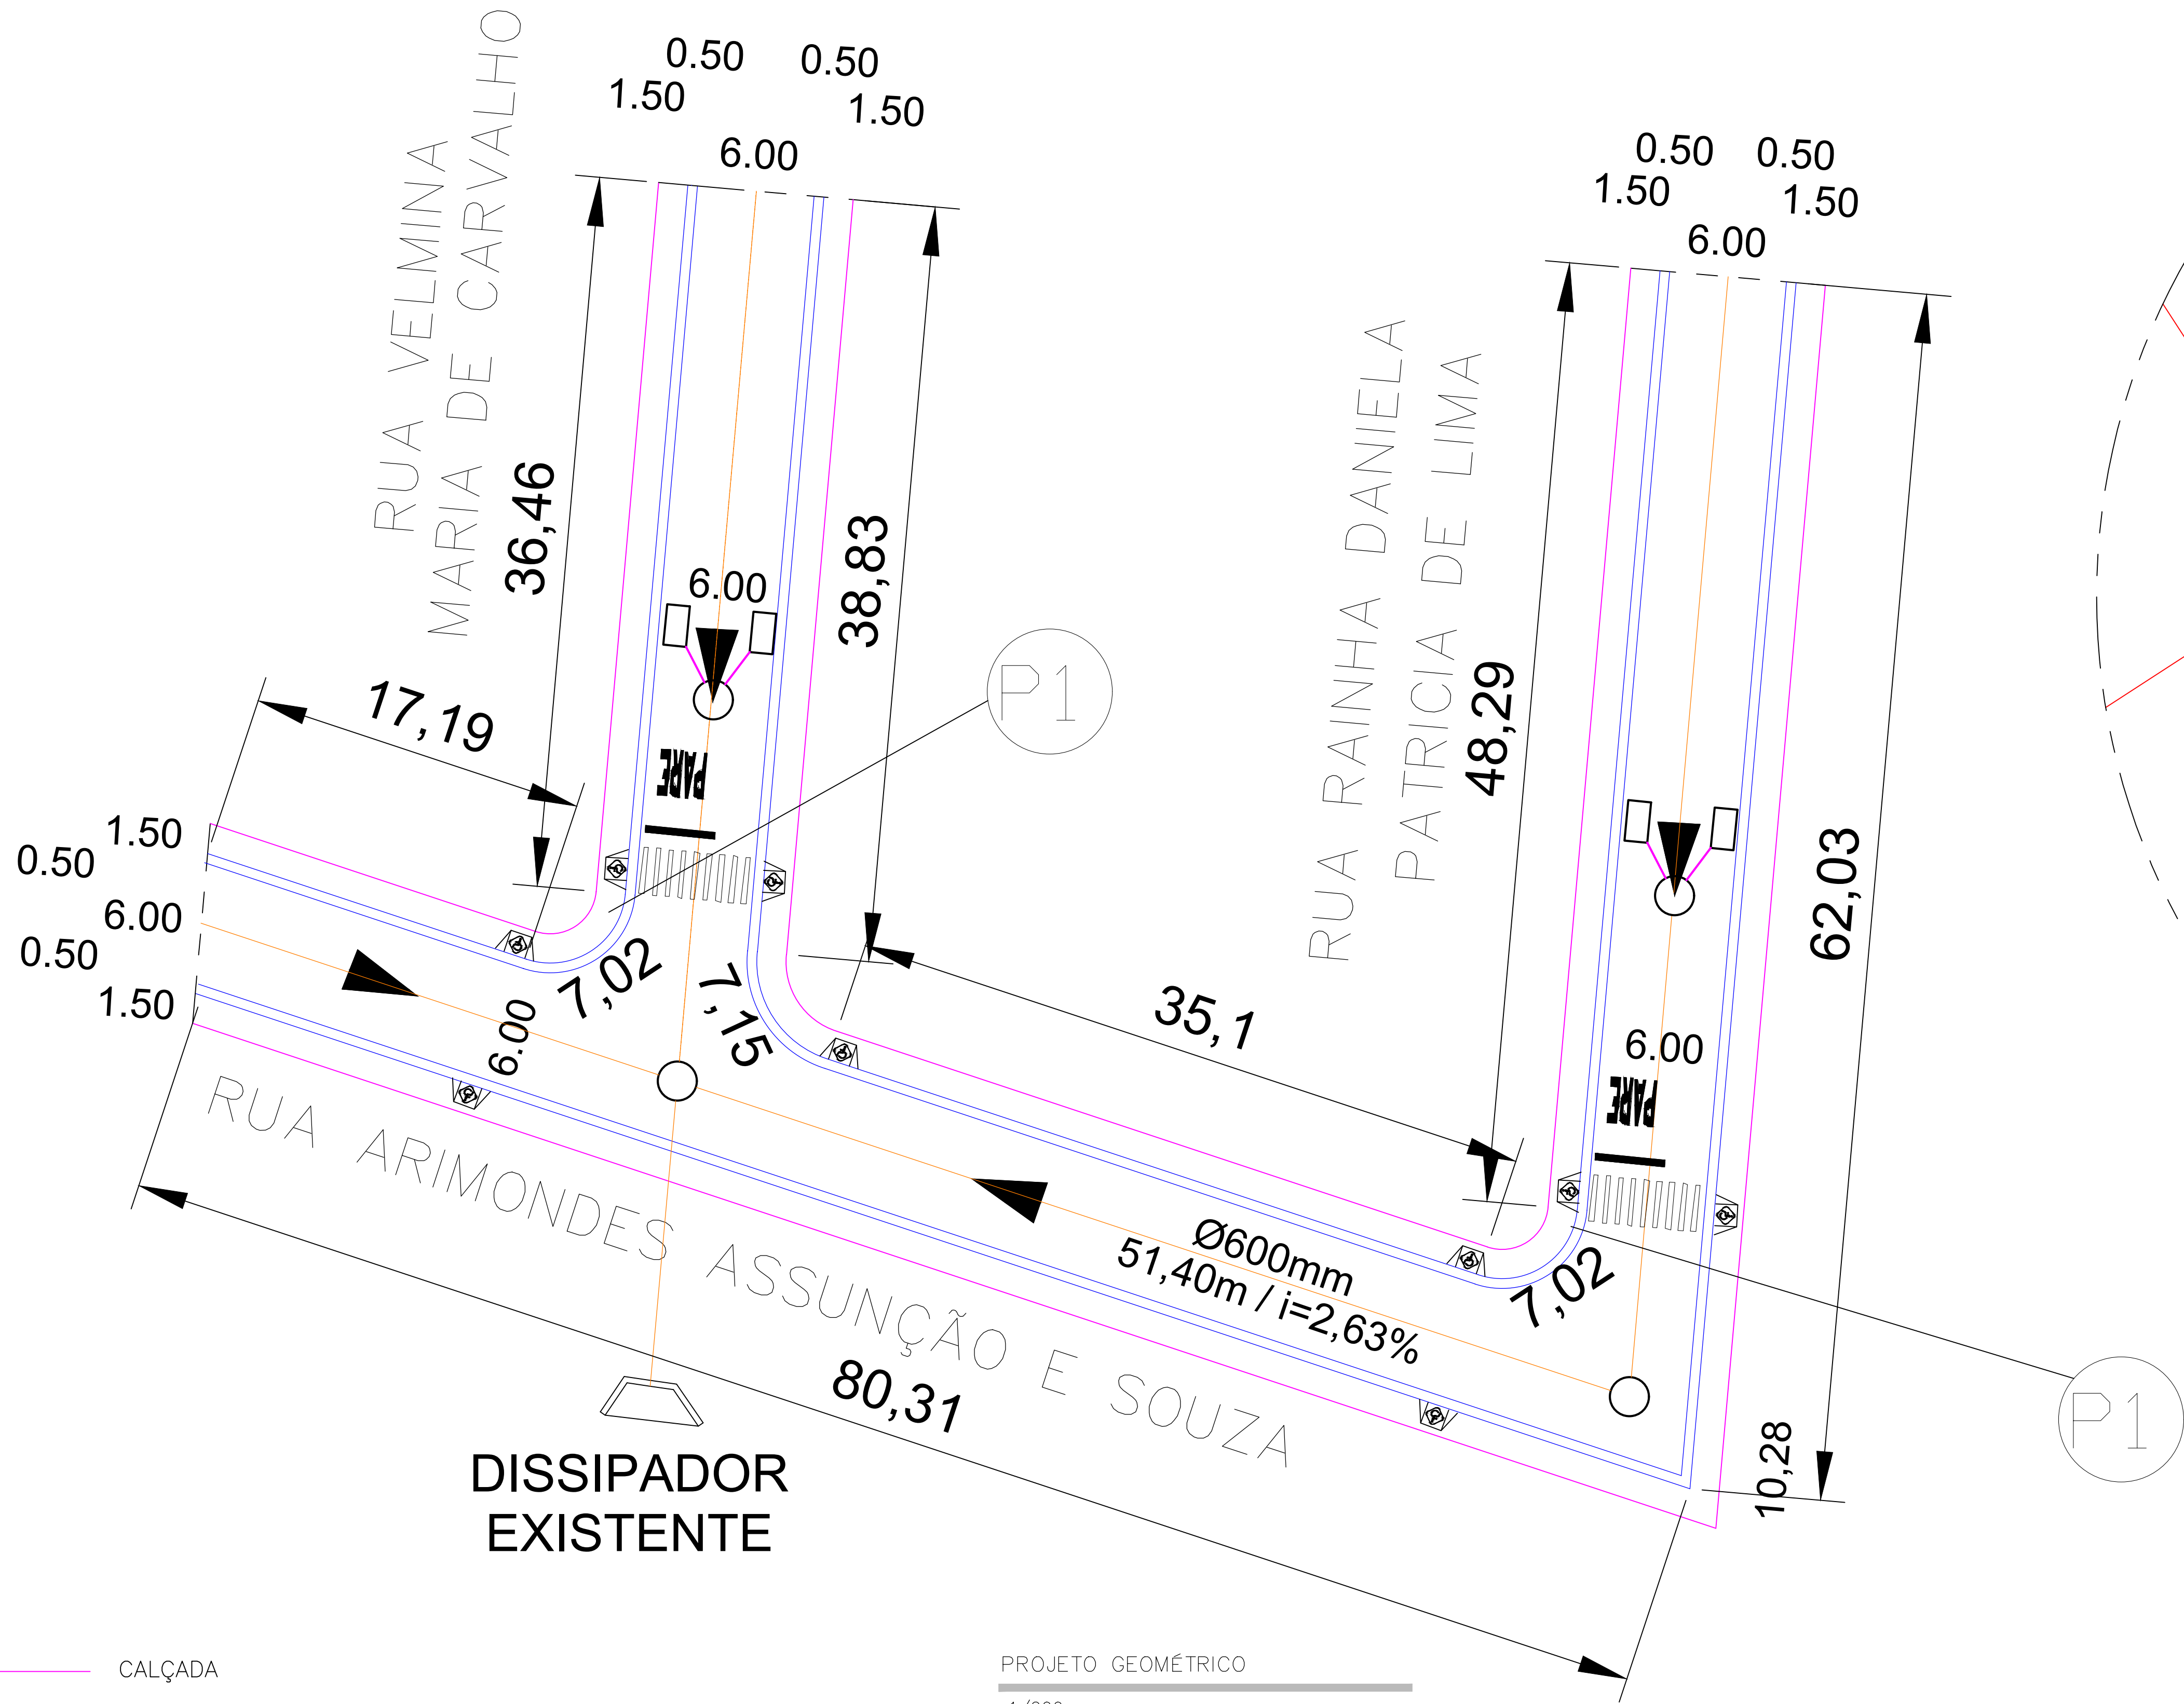 0.50
0.50
1.50
1.50
6.00
RUA VELMINA
MARIA DE CARVALHO
36,46
38,83
6.00
PARE
P1
17,19
0.50
0.50
1.50
1.50
6.00
RUA RAINHA DANIELA
PATRICIA DE LIMA
48,29
62,03
6.00
PARE
1.50
0.50
6.00
0.50
1.50
6.00
7,02
7,15
35,1
7,02
RUA ARIMONDES ASSUNÇÃO E SOUZA
Ø600mm
51,40m / i=2,63%
80,31
10,28
P1
DISSIPADOR
EXISTENTE
CALÇADA
PROJETO GEOMÉTRICO